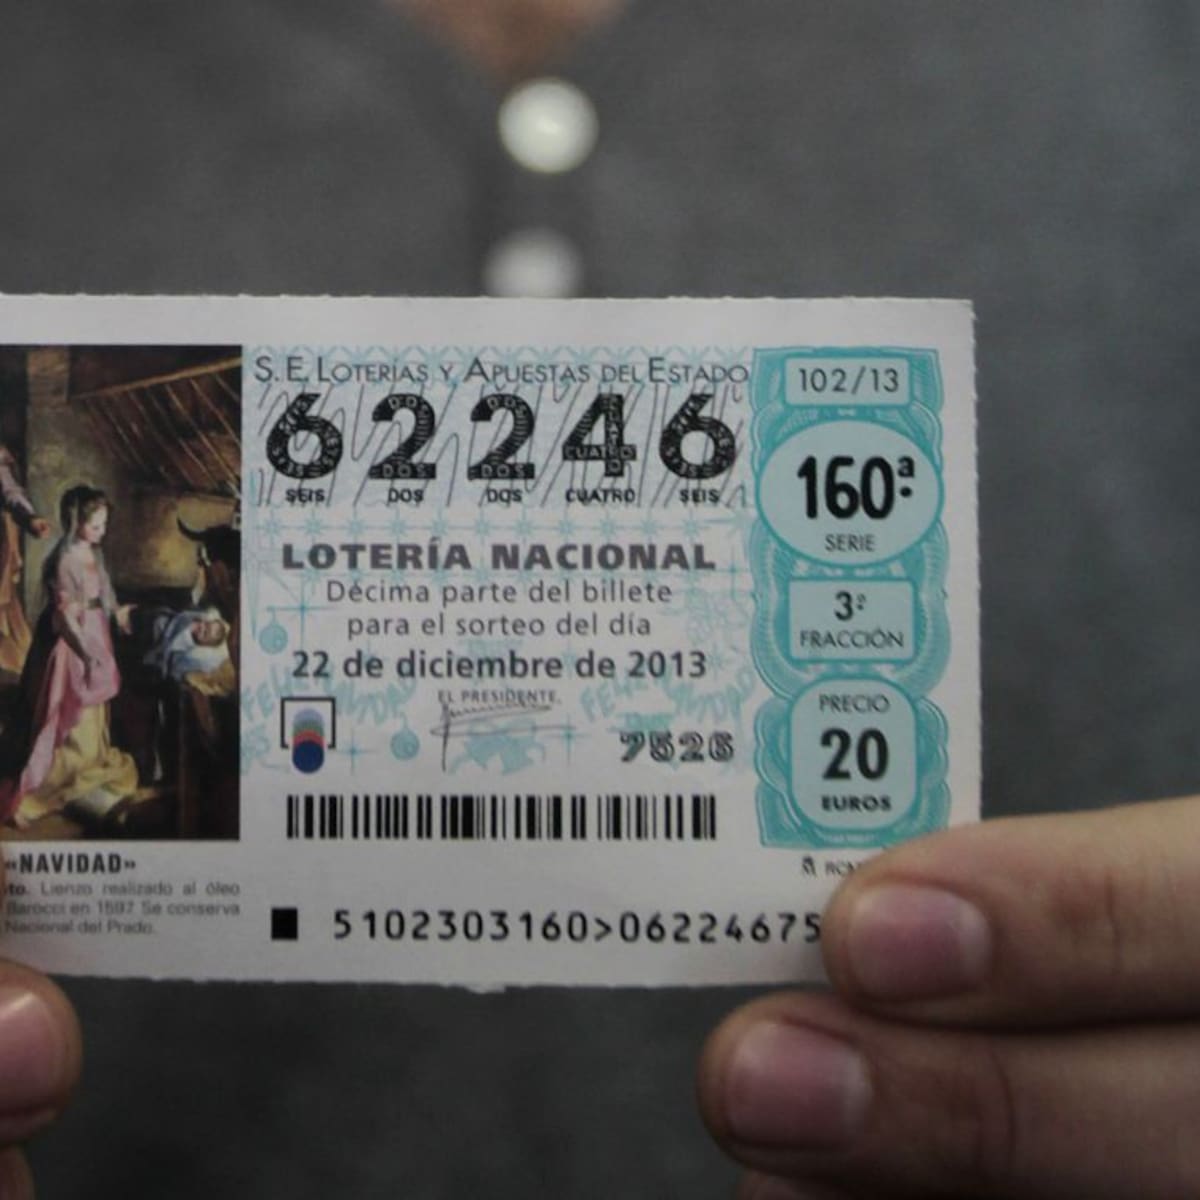 S.E. LOTERÍAS Y APUESTAS DEL ESTADO
62246
SEIS DOS DOS CUATRO SEIS
LOTERÍA NACIONAL
Décima parte del billete
para el sorteo del día
22 de diciembre de 2013
EL PRESIDENTE,
7526
102/13
160ª
SERIE
3ª
FRACCIÓN
PRECIO
20
EUROS
«NAVIDAD»
to. Lienzo realizado al óleo
Barocci en 1597. Se conserva
Nacional del Prado.
5102303160>06224675